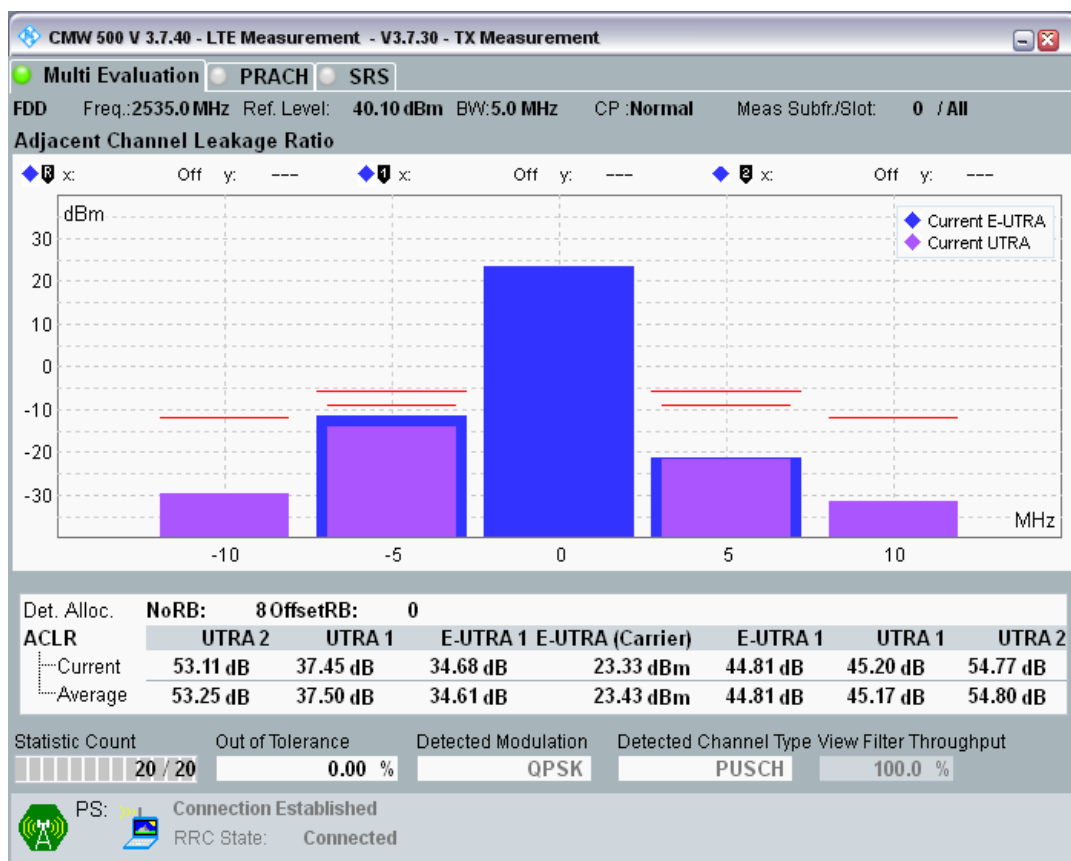 CMW 500 V 3.7.40 - LTE Measurement - V3.7.30 - TX Measurement
Multi Evaluation PRACH SRS
FDD Freq.:2535.0 MHz Ref. Level: 40.10 dBm BW:5.0 MHz CP :Normal Meas Subfr./Slot: 0 / All
Adjacent Channel Leakage Ratio
R x: Off y: --- 1 x: Off y: --- 2 x: Off y: ---
dBm
Current E-UTRA
Current UTRA
30
20
10
0
-10
-20
-30
MHz
-10 -5 0 5 10
Det. Alloc. NoRB: 8 OffsetRB: 0
ACLR UTRA 2 UTRA 1 E-UTRA 1 E-UTRA (Carrier) E-UTRA 1 UTRA 1 UTRA 2
Current 53.11 dB 37.45 dB 34.68 dB 23.33 dBm 44.81 dB 45.20 dB 54.77 dB
Average 53.25 dB 37.50 dB 34.61 dB 23.43 dBm 44.81 dB 45.17 dB 54.80 dB
Statistic Count Out of Tolerance Detected Modulation Detected Channel Type View Filter Throughput
20 / 20 0.00 % QPSK PUSCH 100.0 %
PS: Connection Established
RRC State: Connected